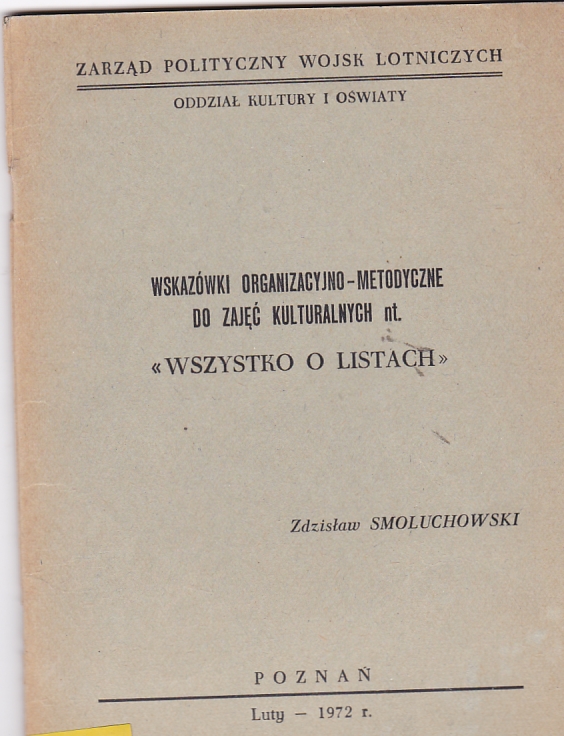 ZARZĄD POLITYCZNY WOJSK LOTNICZYCH
ODDZIAŁ KULTURY I OŚWIATY
WSKAZÓWKI ORGANIZACYJNO-METODYCZNE
DO ZAJĘĆ KULTURALNYCH nt.
«WSZYSTKO O LISTACH»
Zdzisław SMOLUCHOWSKI
POZNAŃ
Luty — 1972 r.